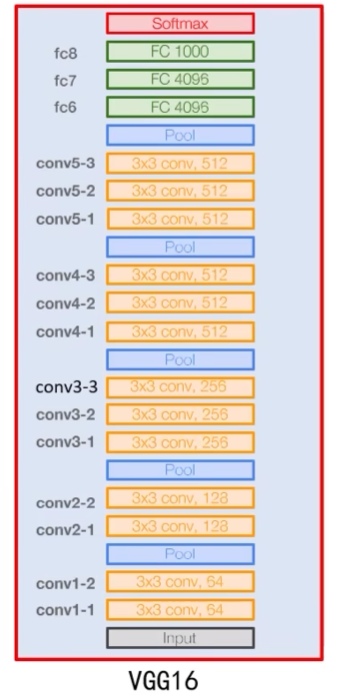 Softmax
fc8 FC 1000
fc7 FC 4096
fc6 FC 4096
Pool
conv5-3 3x3 conv, 512
conv5-2 3x3 conv, 512
conv5-1 3x3 conv, 512
Pool
conv4-3 3x3 conv, 512
conv4-2 3x3 conv, 512
conv4-1 3x3 conv, 512
Pool
conv3-3 3x3 conv, 256
conv3-2 3x3 conv, 256
conv3-1 3x3 conv, 256
Pool
conv2-2 3x3 conv, 128
conv2-1 3x3 conv, 128
Pool
conv1-2 3x3 conv, 64
conv1-1 3x3 conv, 64
Input
VGG16